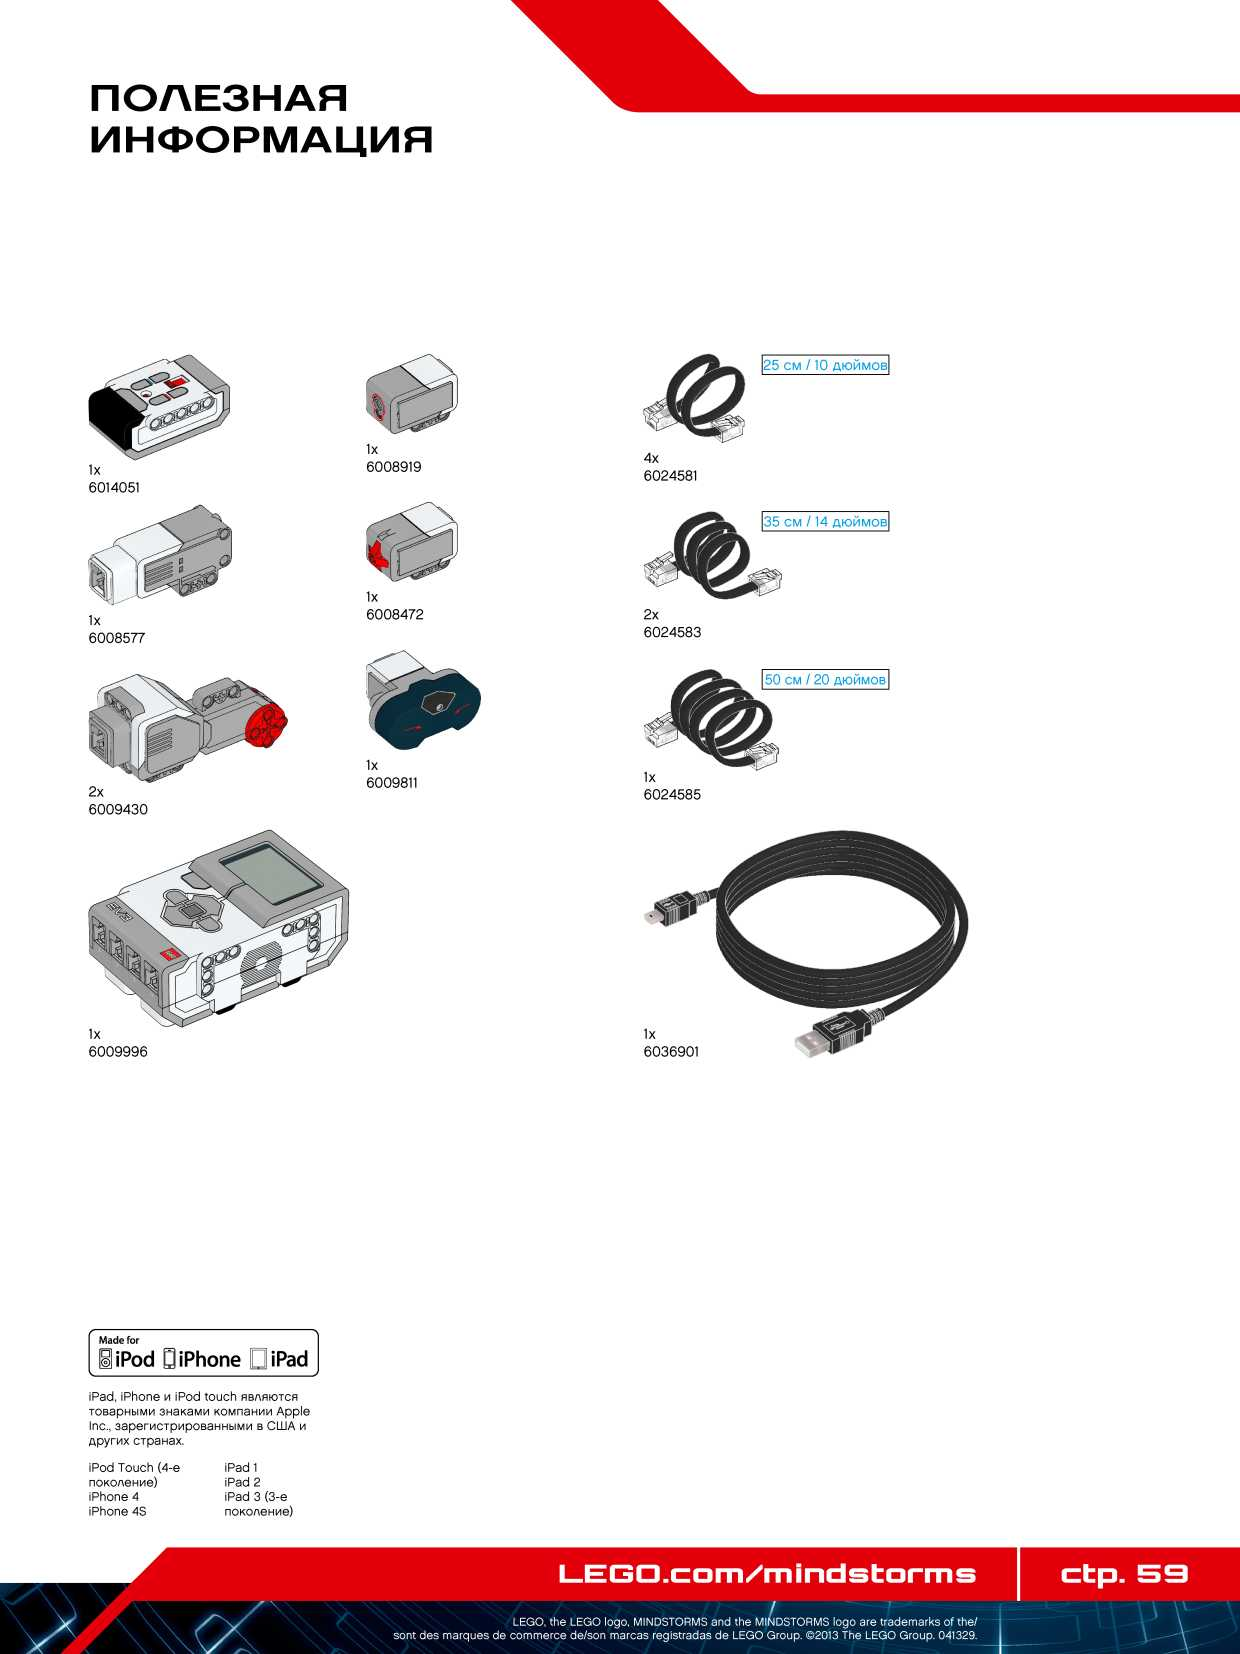 ПОЛЕЗНАЯ
ИНФОРМАЦИЯ
1x
6014051
1x
6008577
2x
6009430
EV3
1x
6009996
1x
6008919
1x
6008472
1x
6009811
25 см / 10 дюймов
4x
6024581
35 см / 14 дюймов
2x
6024583
50 см / 20 дюймов
1x
6024585
1x
6036901
Made for
iPod iPhone iPad
iPad, iPhone и iPod touch являются
товарными знаками компании Apple
Inc., зарегистрированными в США и
других странах.
iPod Touch (4-е
поколение)
iPhone 4
iPhone 4S
iPad 1
iPad 2
iPad 3 (3-е
поколение)
LEGO.com/mindstorms
стр. 59
LEGO, the LEGO logo, MINDSTORMS and the MINDSTORMS logo are trademarks of the/
sont des marques de commerce de/son marcas registradas de LEGO Group. ©2013 The LEGO Group. 041329.